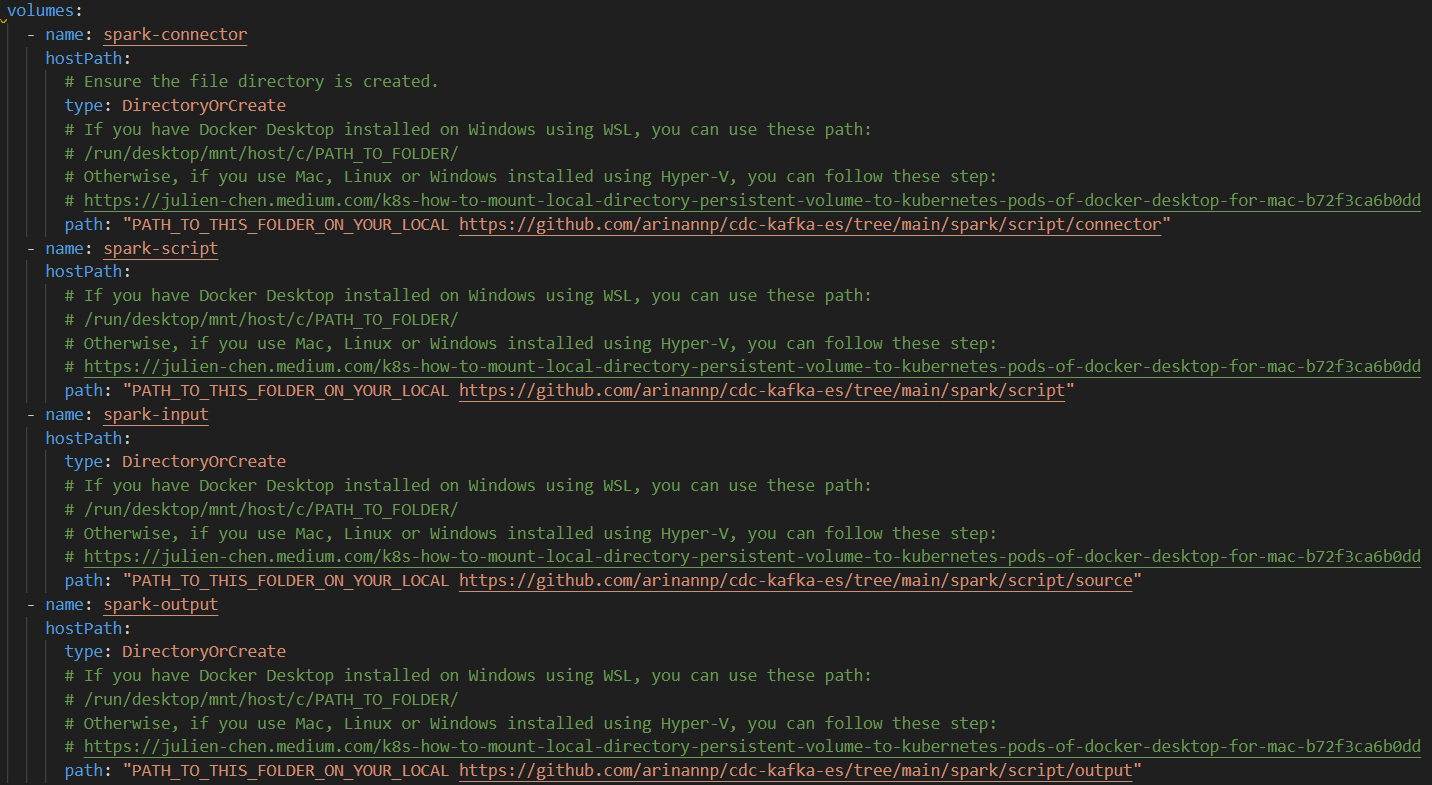 volumes:
  - name: spark-connector
    hostPath:
      # Ensure the file directory is created.
      type: DirectoryOrCreate
      # If you have Docker Desktop installed on Windows using WSL, you can use these path:
      # /run/desktop/mnt/host/c/PATH_TO_FOLDER/
      # Otherwise, if you use Mac, Linux or Windows installed using Hyper-V, you can follow these step:
      # https://julien-chen.medium.com/k8s-how-to-mount-local-directory-persistent-volume-to-kubernetes-pods-of-docker-desktop-for-mac-b72f3ca6b0dd
      path: "PATH_TO_THIS_FOLDER_ON_YOUR_LOCAL https://github.com/arinannp/cdc-kafka-es/tree/main/spark/script/connector"
  - name: spark-script
    hostPath:
      # If you have Docker Desktop installed on Windows using WSL, you can use these path:
      # /run/desktop/mnt/host/c/PATH_TO_FOLDER/
      # Otherwise, if you use Mac, Linux or Windows installed using Hyper-V, you can follow these step:
      # https://julien-chen.medium.com/k8s-how-to-mount-local-directory-persistent-volume-to-kubernetes-pods-of-docker-desktop-for-mac-b72f3ca6b0dd
      path: "PATH_TO_THIS_FOLDER_ON_YOUR_LOCAL https://github.com/arinannp/cdc-kafka-es/tree/main/spark/script"
  - name: spark-input
    hostPath:
      type: DirectoryOrCreate
      # If you have Docker Desktop installed on Windows using WSL, you can use these path:
      # /run/desktop/mnt/host/c/PATH_TO_FOLDER/
      # Otherwise, if you use Mac, Linux or Windows installed using Hyper-V, you can follow these step:
      # https://julien-chen.medium.com/k8s-how-to-mount-local-directory-persistent-volume-to-kubernetes-pods-of-docker-desktop-for-mac-b72f3ca6b0dd
      path: "PATH_TO_THIS_FOLDER_ON_YOUR_LOCAL https://github.com/arinannp/cdc-kafka-es/tree/main/spark/script/source"
  - name: spark-output
    hostPath:
      type: DirectoryOrCreate
      # If you have Docker Desktop installed on Windows using WSL, you can use these path:
      # /run/desktop/mnt/host/c/PATH_TO_FOLDER/
      # Otherwise, if you use Mac, Linux or Windows installed using Hyper-V, you can follow these step:
      # https://julien-chen.medium.com/k8s-how-to-mount-local-directory-persistent-volume-to-kubernetes-pods-of-docker-desktop-for-mac-b72f3ca6b0dd
      path: "PATH_TO_THIS_FOLDER_ON_YOUR_LOCAL https://github.com/arinannp/cdc-kafka-es/tree/main/spark/script/output"